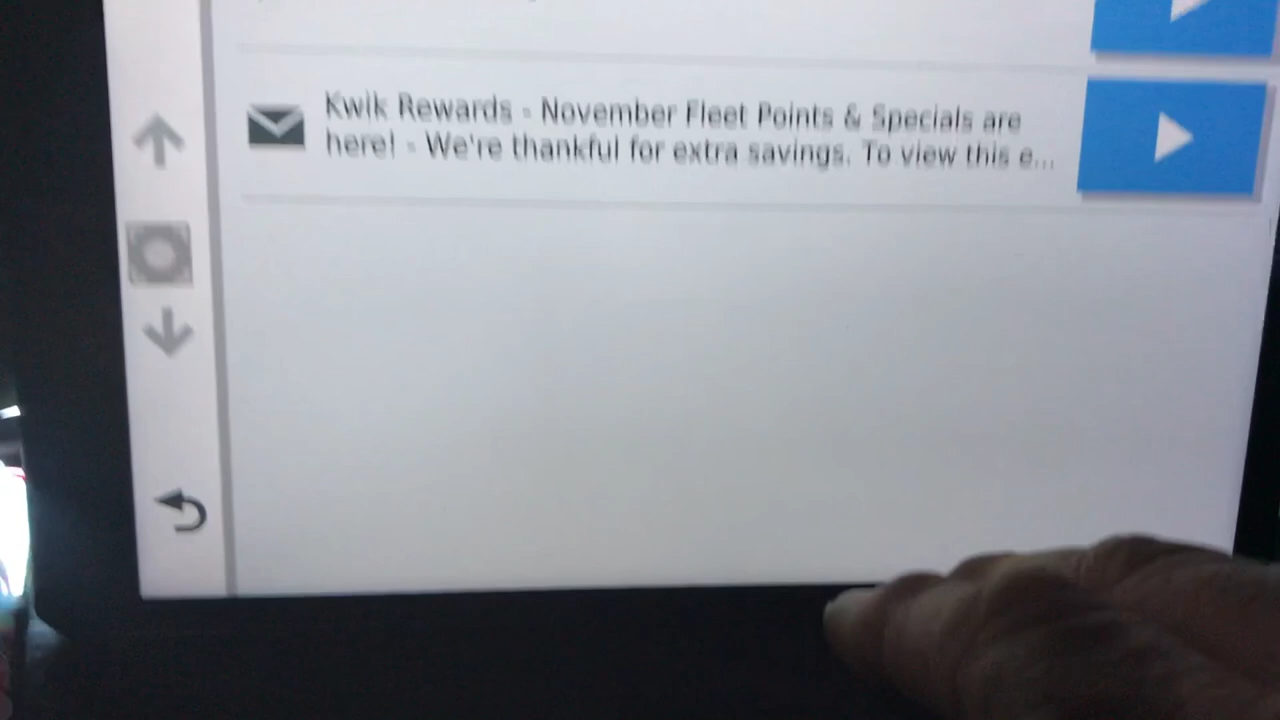 Kwik Rewards - November Fleet Points & Specials are
here! - We're thankful for extra savings. To view this e...